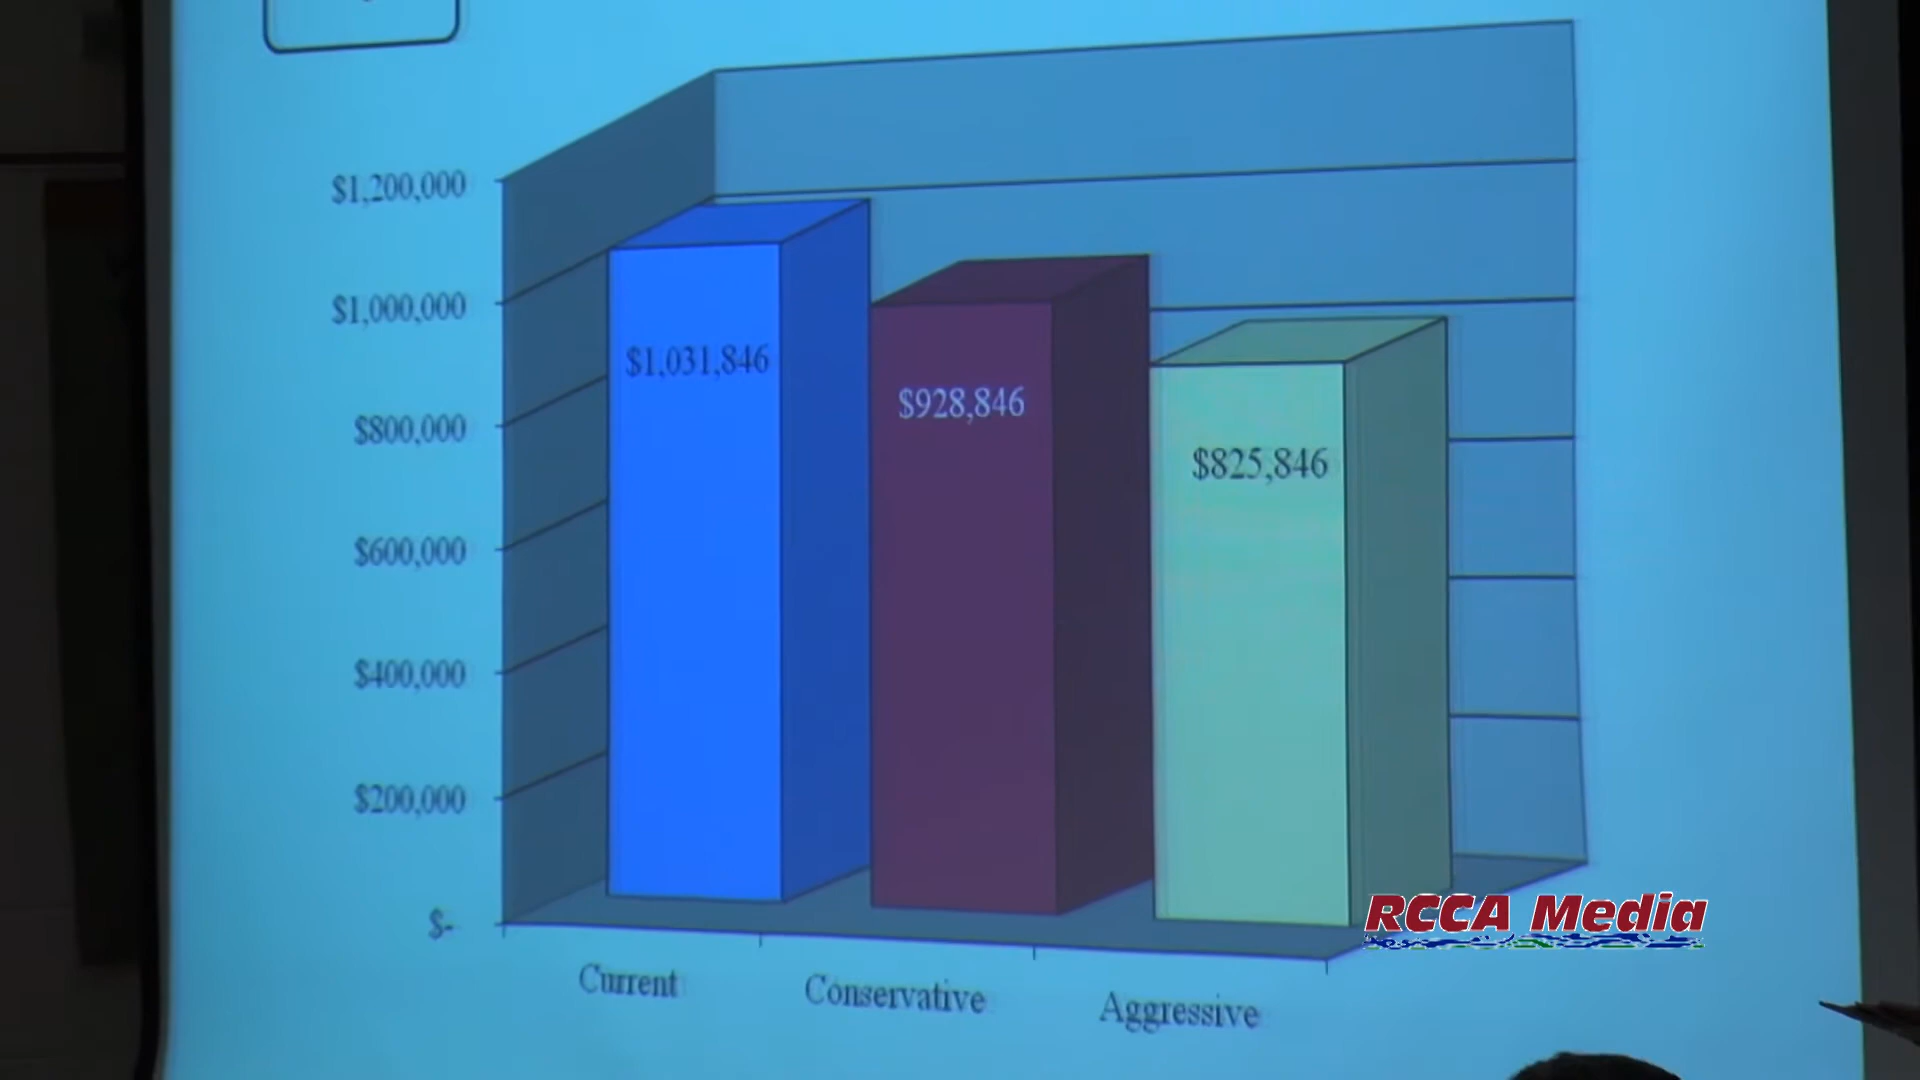 $1,200,000
$1,000,000
$800,000
$600,000
$400,000
$200,000
$-
$1,031,846
$928,846
$825,846
Current
Conservative
Aggressive
RCCA Media